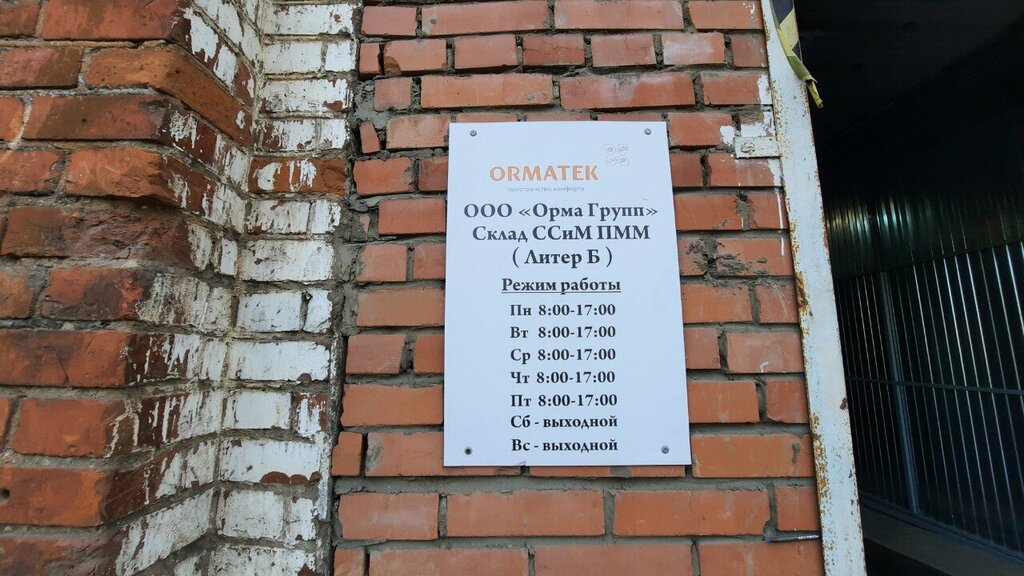 ORMATEK
пространство комфорта
ООО «Орма Групп»
Склад ССиМ ПММ
( Литер Б )
Режим работы
Пн 8:00-17:00
Вт 8:00-17:00
Ср 8:00-17:00
Чт 8:00-17:00
Пт 8:00-17:00
Сб - выходной
Вс - выходной